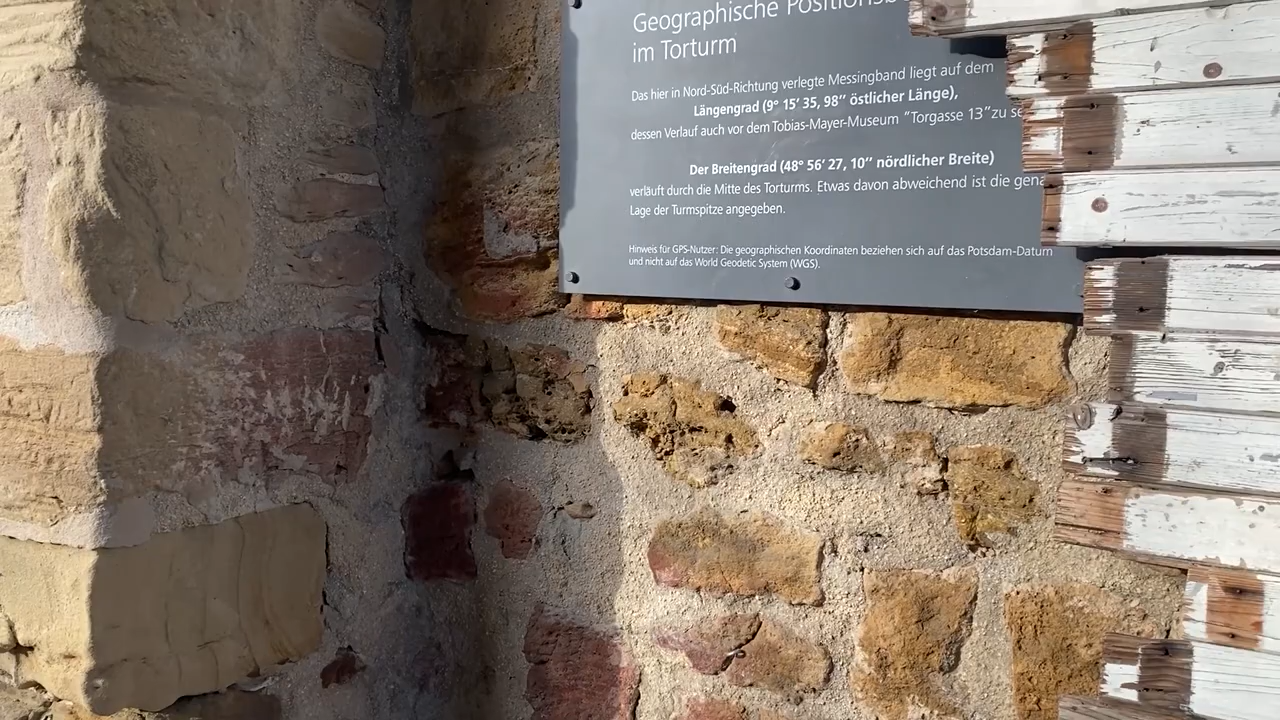 Geographische
im Torturm
Das hier in Nord-Süd-Richtung verlegte Messingband liegt auf dem
Längengrad (9° 15′ 35, 98″ östlicher Länge),
dessen Verlauf auch vor dem Tobias-Mayer-Museum “Torgasse 13”zu
Der Breitengrad (48° 56′ 27, 10″ nördlicher Breite)
verläuft durch die Mitte des Torturms. Etwas davon abweichend ist die
Lage der Turmspitze angegeben.
Hinweis für GPS-Nutzer: Die geographischen Koordinaten beziehen sich auf das Potsdam-Datum
und nicht auf das World Geodetic System (WGS).